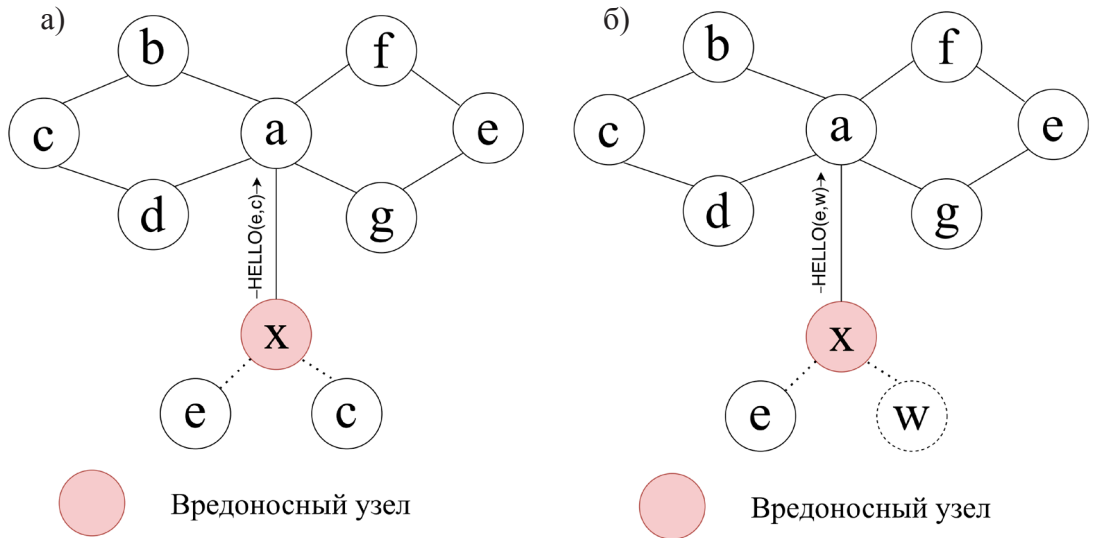 а)
b
f
c
a
e
d
g
–HELLO(e,c)→
x
e
c
Вредоносный узел
б)
b
f
c
a
e
d
g
–HELLO(e,w)→
x
e
w
Вредоносный узел